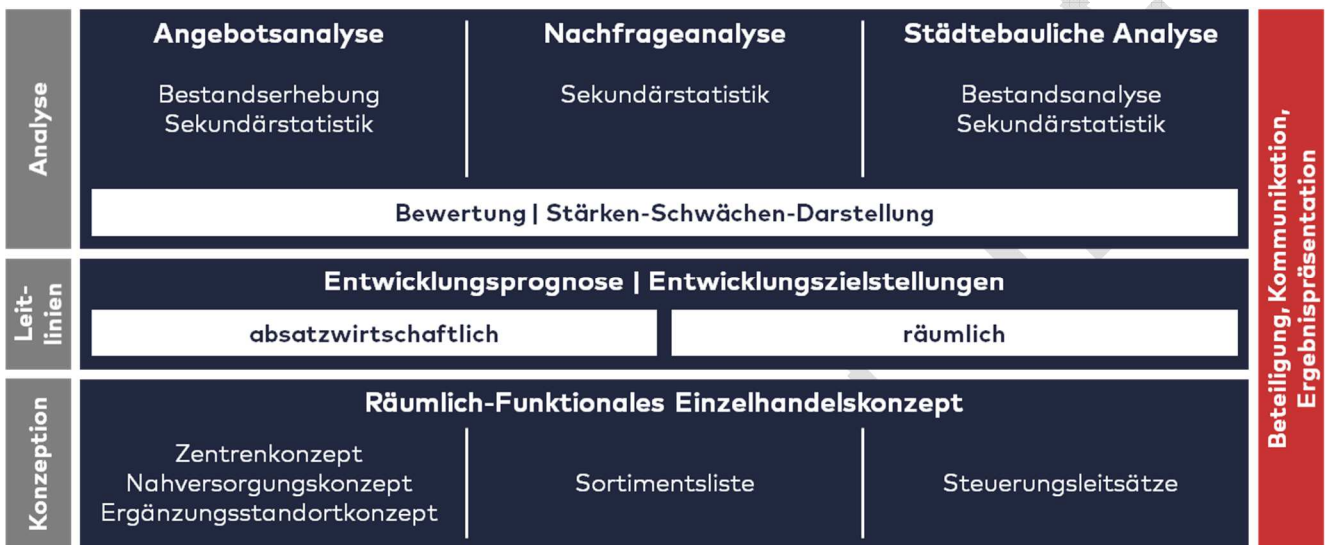 Analyse
Angebotsanalyse
Bestandserhebung
Sekundärstatistik
Nachfrageanalyse
Sekundärstatistik
Städtebauliche Analyse
Bestandsanalyse
Sekundärstatistik
Bewertung | Stärken-Schwächen-Darstellung
Leit-
linien
Entwicklungsprognose | Entwicklungszielstellungen
absatzwirtschaftlich
räumlich
Konzeption
Räumlich-Funktionales Einzelhandelskonzept
Zentrenkonzept
Nahversorgungskonzept
Ergänzungsstandortkonzept
Sortimentsliste
Steuerungsleitsätze
Beteiligung, Kommunikation,
Ergebnispräsentation